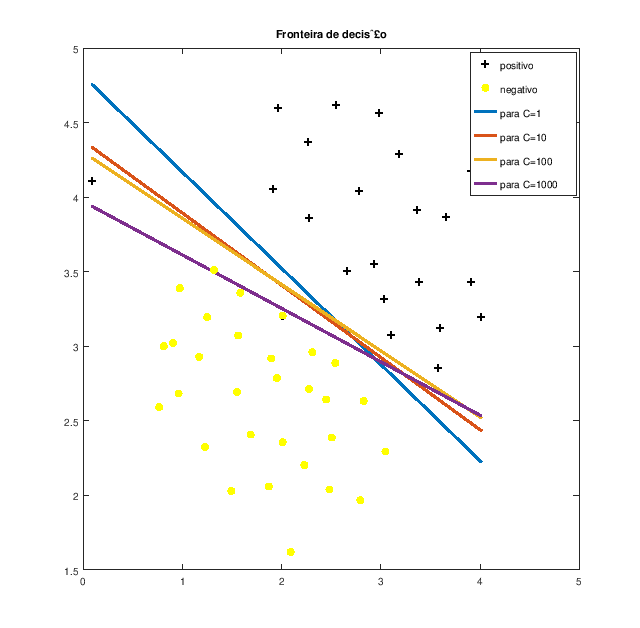 Fronteira de decis˜£o
positivo
negativo
para C=1
para C=10
para C=100
para C=1000
5
4.5
4
3.5
3
2.5
2
1.5
0
1
2
3
4
5